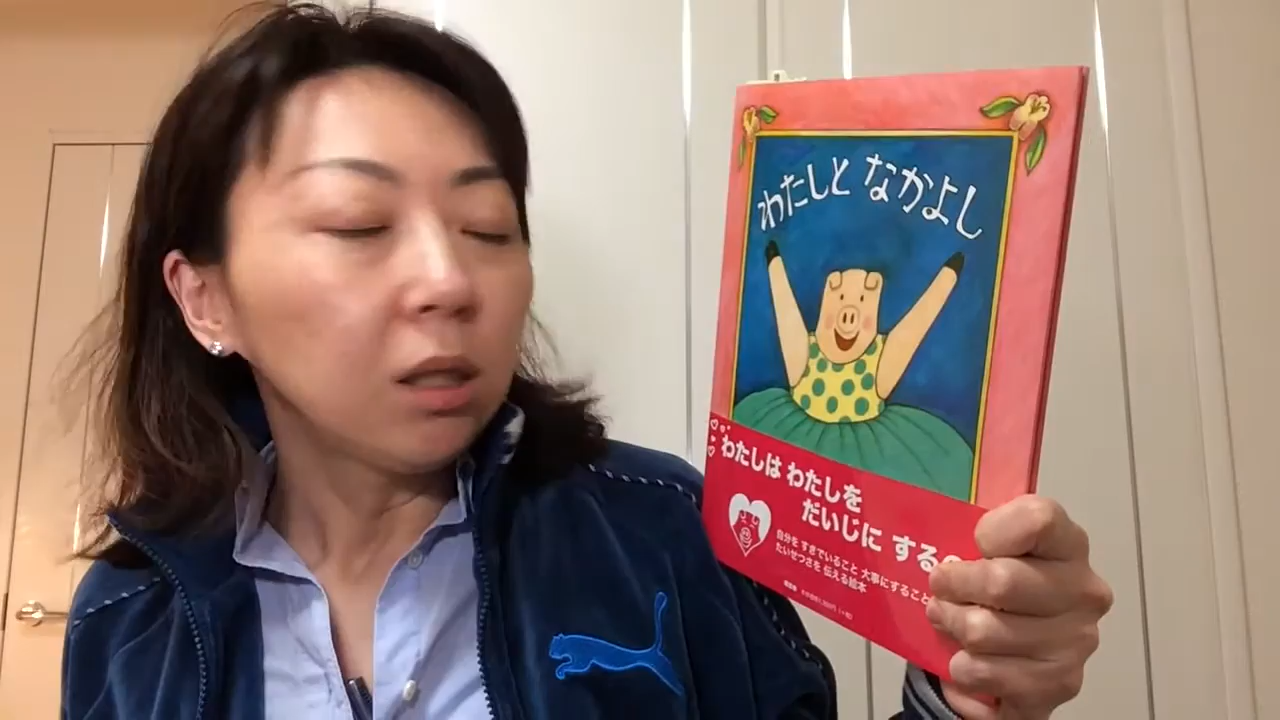 わたしと なかよし
わたしは わたしを
だいじに する
自分を すきでいること 大事にすること
たいせつさを 伝える絵本